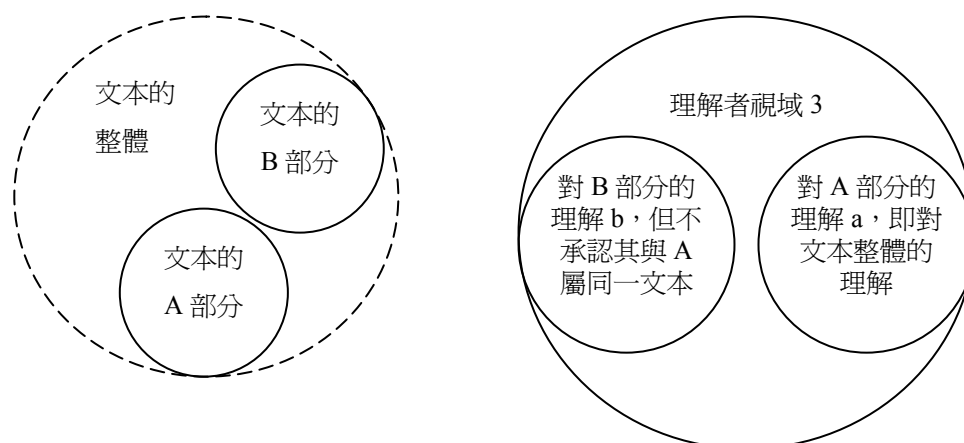 文本的
整體
文本的
B 部分
文本的
A 部分
理解者視域 3
對 B 部分的
理解 b，但不
承認其與 A
屬同一文本
對 A 部分的
理解 a，即對
文本整體的
理解